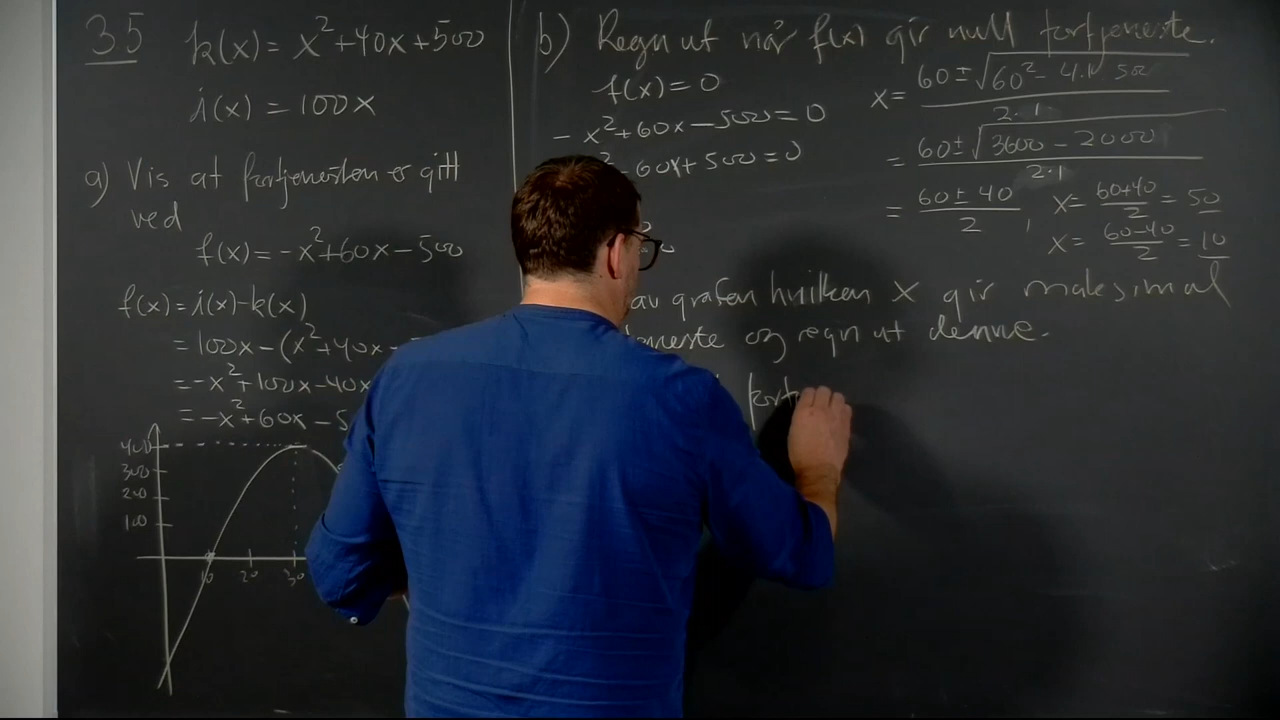 35 k(x) = x²+40x+500
i(x) = 100x
a) Vis at fortjenesten er gitt
ved
f(x) = -x²+60x-500
f(x) = i(x)-k(x)
= 100x-(x²+40x
= -x²+100x-40x
= -x²+60x-5
400
300
200
100
10 20 30
b) Regn ut når f(x) gir null fortjeneste.
f(x) = 0
-x²+60x-500 = 0
-60x+500 = 0
x = 60±√60²-4·1·500 / 2·1
= 60±√3600-2000 / 2·1
= 60±40 / 2 , x = 60+40 / 2 = 50
x = 60-40 / 2 = 10
av grafen hvilken x gir maksimal
neste og regn ut denne.
fort